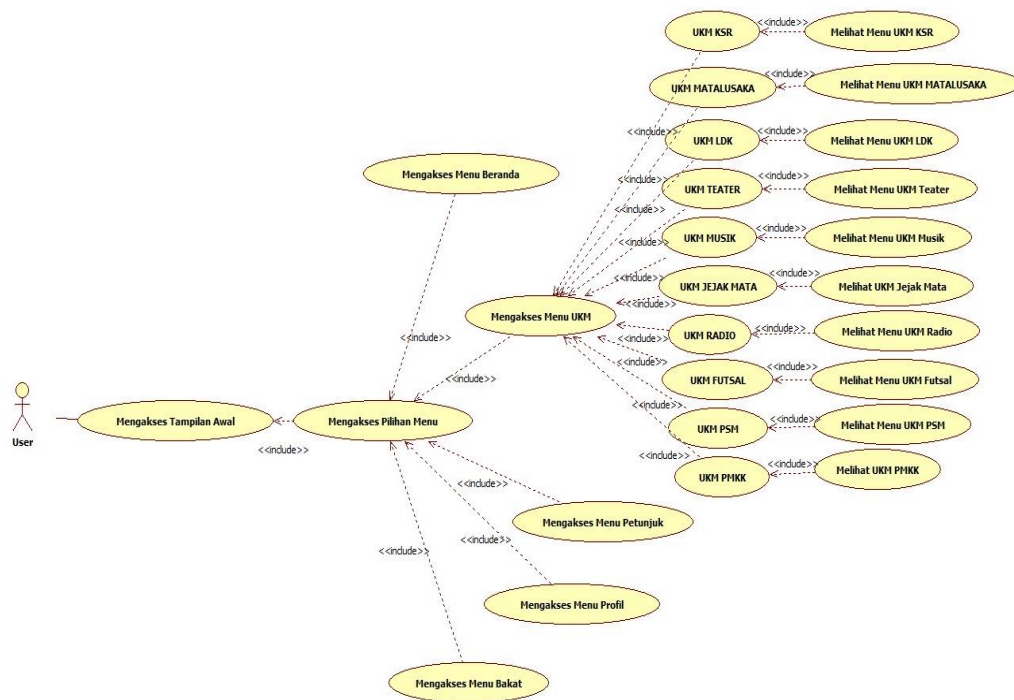 UKM KSR
<<include>>
Melihat Menu UKM KSR
UKM MATALUSAKA
<<include>>
Melihat Menu UKM MATALUSAKA
<<include>>
UKM LDK
<<include>>
Melihat Menu UKM LDK
<<include>>
Mengakses Menu Beranda
<<include>>
UKM TEATER
<<include>>
Melihat Menu UKM Teater
<<include>>
UKM MUSIK
<<include>>
Melihat Menu UKM Musik
<<include>>
<<include>>
UKM JEJAK MATA
<<include>>
Melihat UKM Jejak Mata
<<include>>
Mengakses Menu UKM
<<include>>
UKM RADIO
<<include>>
Melihat Menu UKM Radio
<<include>>
<<include>>
<<include>>
UKM FUTSAL
<<include>>
Melihat Menu UKM Futsal
<<include>>
User
Mengakses Tampilan Awal
<<include>>
Mengakses Pilihan Menu
UKM PSM
<<include>>
Melihat Menu UKM PSM
<<include>>
UKM PMKK
<<include>>
Melihat UKM PMKK
<<include>>
Mengakses Menu Petunjuk
<<include>>
Mengakses Menu Profil
<<include>>
Mengakses Menu Bakat